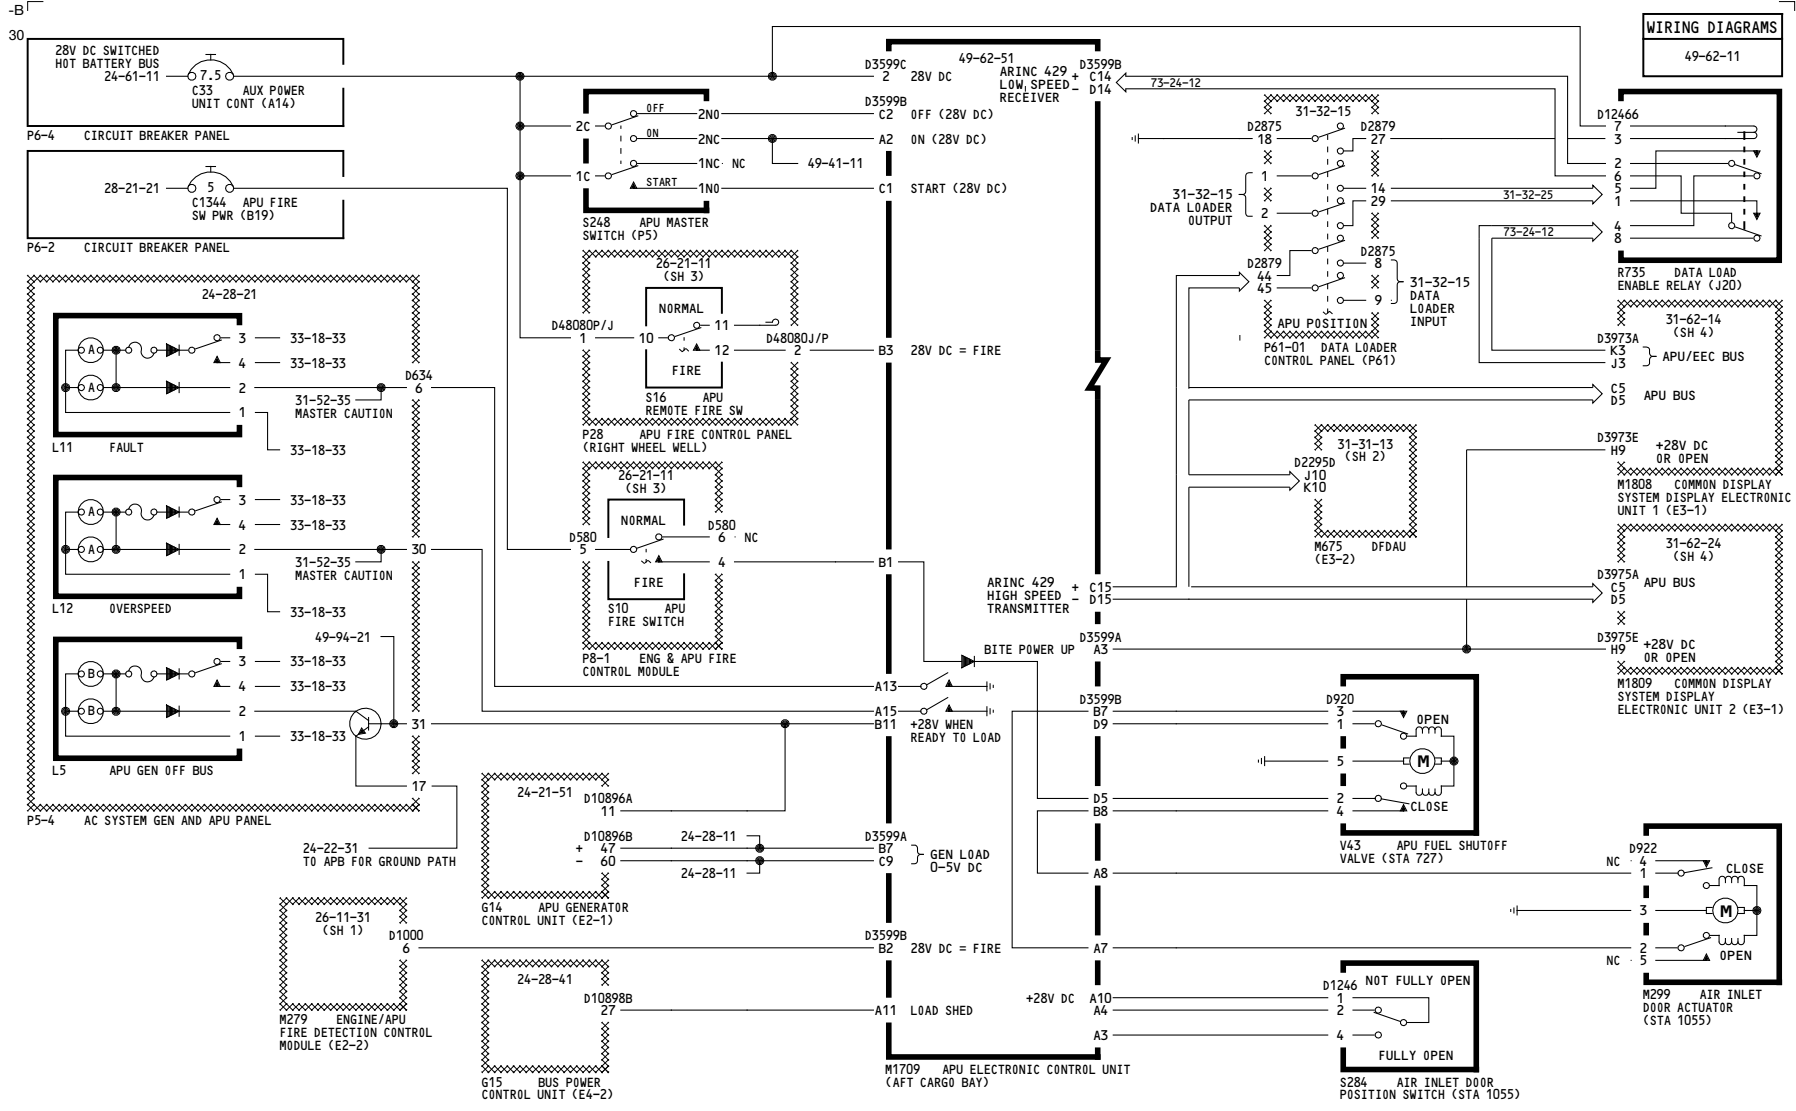 -B
30
WIRING DIAGRAMS
49-62-11
28V DC SWITCHED
HOT BATTERY BUS
24-61-11
7.5
C33 AUX POWER
UNIT CONT (A14)
P6-4 CIRCUIT BREAKER PANEL
28-21-21
5
C1344 APU FIRE
SW PWR (B19)
P6-2 CIRCUIT BREAKER PANEL
24-28-21
A
A
3 33-18-33
4 33-18-33
2
31-52-35
MASTER CAUTION
1
33-18-33
L11 FAULT
D634
6
A
A
3 33-18-33
4 33-18-33
2
30
31-52-35
MASTER CAUTION
1
33-18-33
L12 OVERSPEED
49-94-21
B
B
3 33-18-33
4 33-18-33
2
31
1 33-18-33
L5 APU GEN OFF BUS
17
P5-4 AC SYSTEM GEN AND APU PANEL
24-22-31
TO APB FOR GROUND PATH
26-11-31
(SH 1)
D1000
6
M279 ENGINE/APU
FIRE DETECTION CONTROL
MODULE (E2-2)
2C
OFF
2NO
ON
2NC
1NC NC
49-41-11
1C
START
1NO
S248 APU MASTER
SWITCH (P5)
26-21-11
(SH 3)
NORMAL
D48080P/J
1
10
11
12
D48080J/P
2
FIRE
S16 APU
REMOTE FIRE SW
P28 APU FIRE CONTROL PANEL
(RIGHT WHEEL WELL)
26-21-11
(SH 3)
NORMAL
D580
5
D580
6 NC
4
FIRE
S10 APU
FIRE SWITCH
P8-1 ENG & APU FIRE
CONTROL MODULE
24-21-51
D10896A
11
D10896B
+ 47
- 60
24-28-11
24-28-11
G14 APU GENERATOR
CONTROL UNIT (E2-1)
24-28-41
D10898B
27
G15 BUS POWER
CONTROL UNIT (E4-2)
49-62-51
D3599C
2 28V DC
D3599B
C2 OFF (28V DC)
A2 ON (28V DC)
C1 START (28V DC)
B3 28V DC = FIRE
B1
A13
A15
B11 +28V WHEN
READY TO LOAD
D3599A
B7
C9
GEN LOAD
0-5V DC
D3599B
B2 28V DC = FIRE
A11 LOAD SHED
M1709 APU ELECTRONIC CONTROL UNIT
(AFT CARGO BAY)
ARINC 429
LOW SPEED
RECEIVER
D3599B
+ C14
- D14
73-24-12
ARINC 429
HIGH SPEED
TRANSMITTER
+ C15
- D15
D3599A
BITE POWER UP A3
D3599B
B7
D9
D5
B8
A8
A7
+28V DC A10
A4
A3
31-32-15
D2875
18
D2879
27
1
2
31-32-15
DATA LOADER
OUTPUT
14
29
D2879
44
45
D2875
8
9
31-32-15
DATA
LOADER
INPUT
APU POSITION
P61-01 DATA LOADER
CONTROL PANEL (P61)
31-32-25
73-24-12
D12466
7
3
2
6
5
1
4
8
R735 DATA LOAD
ENABLE RELAY (J20)
31-62-14
(SH 4)
D3973A
K3
J3
APU/EEC BUS
C5
D5
APU BUS
D3973E
H9 +28V DC
OR OPEN
M1808 COMMON DISPLAY
SYSTEM DISPLAY ELECTRONIC
UNIT 1 (E3-1)
31-31-13
(SH 2)
D2295D
J10
K10
M675 DFDAU
(E3-2)
31-62-24
(SH 4)
D3975A
C5
D5
APU BUS
D3975E
H9 +28V DC
OR OPEN
M1809 COMMON DISPLAY
SYSTEM DISPLAY
ELECTRONIC UNIT 2 (E3-1)
D920
3
1
OPEN
5
M
2
4
CLOSE
V43 APU FUEL SHUTOFF
VALVE (STA 727)
D922
NC 4
1
CLOSE
3
M
2
NC 5
OPEN
M299 AIR INLET
DOOR ACTUATOR
(STA 1055)
D1246
NOT FULLY OPEN
1
2
4
FULLY OPEN
S284 AIR INLET DOOR
POSITION SWITCH (STA 1055)